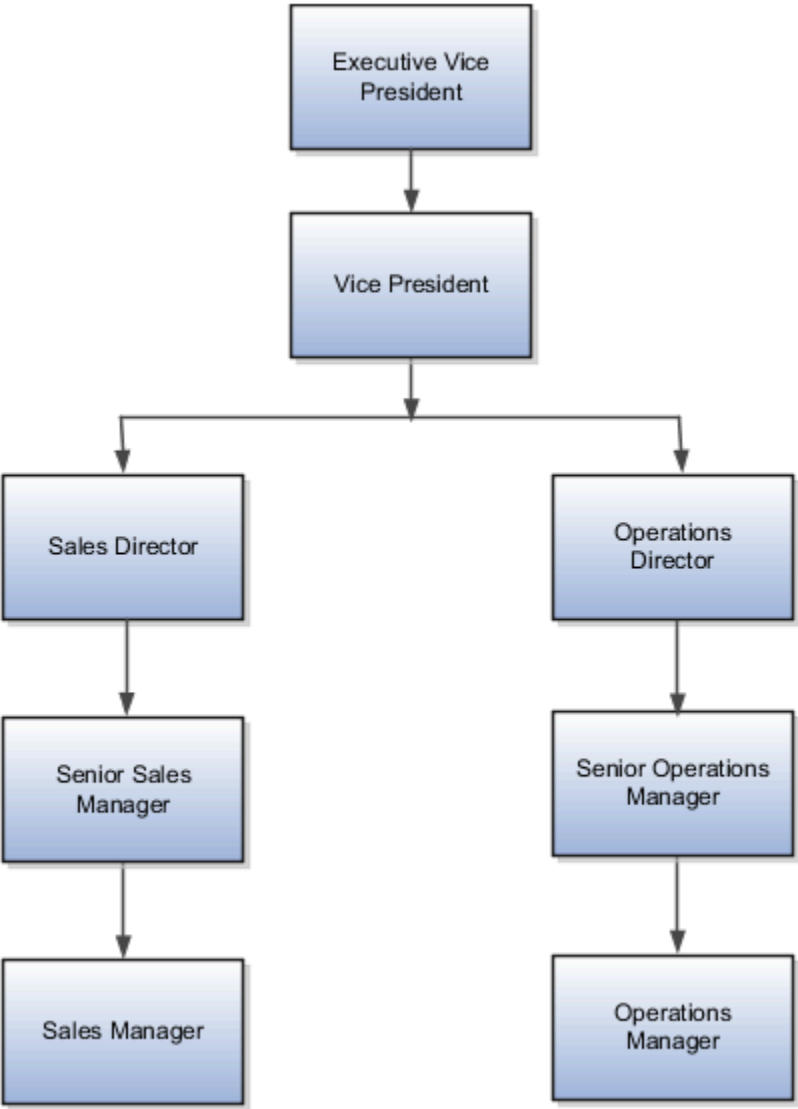 Executive Vice
President
Vice President
Sales Director
Operations
Director
Senior Sales
Manager
Senior Operations
Manager
Sales Manager
Operations
Manager